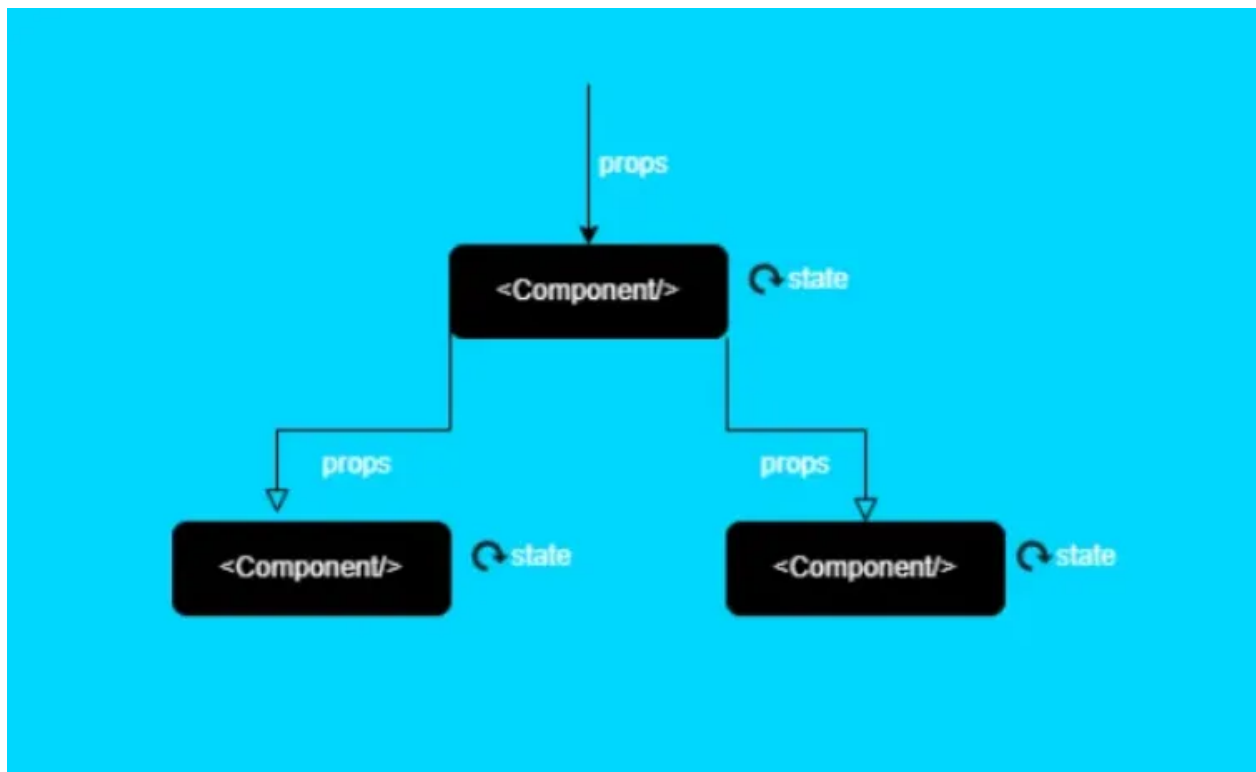 props
<Component/>
state
props
props
<Component/>
state
<Component/>
state